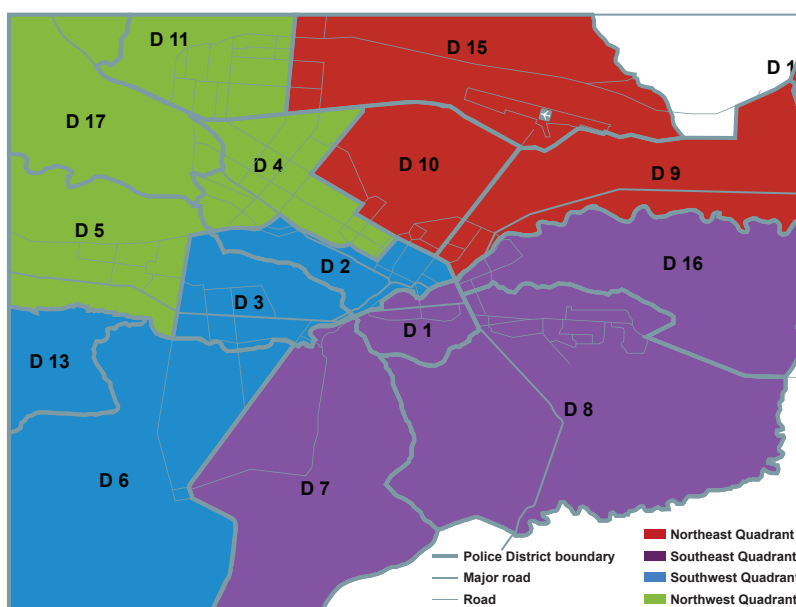 D 11
D 15
D 1
D 17
D 4
D 10
D 9
D 5
D 2
D 16
D 3
D 1
D 13
D 8
D 6
D 7
Police District boundary
Major road
Road
Northeast Quadrant
Southeast Quadrant
Southwest Quadrant
Northwest Quadrant